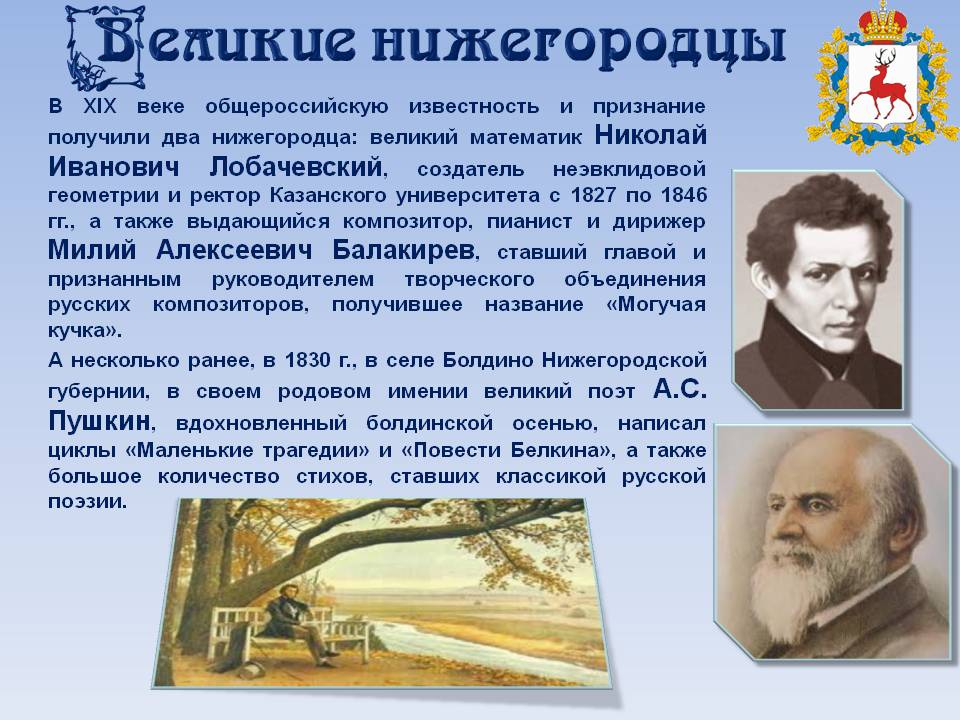 Великие нижегородцы
В XIX веке общероссийскую известность и признание
получили два нижегородца: великий математик Николай
Иванович Лобачевский, создатель неэвклидовой
геометрии и ректор Казанского университета с 1827 по 1846
гг., а также выдающийся композитор, пианист и дирижер
Милий Алексеевич Балакирев, ставший главой и
признанным руководителем творческого объединения
русских композиторов, получившее название «Могучая
кучка».
А несколько ранее, в 1830 г., в селе Болдино Нижегородской
губернии, в своем родовом имении великий поэт А.С.
Пушкин, вдохновленный болдинской осенью, написал
циклы «Маленькие трагедии» и «Повести Белкина», а также
большое количество стихов, ставших классикой русской
поэзии.